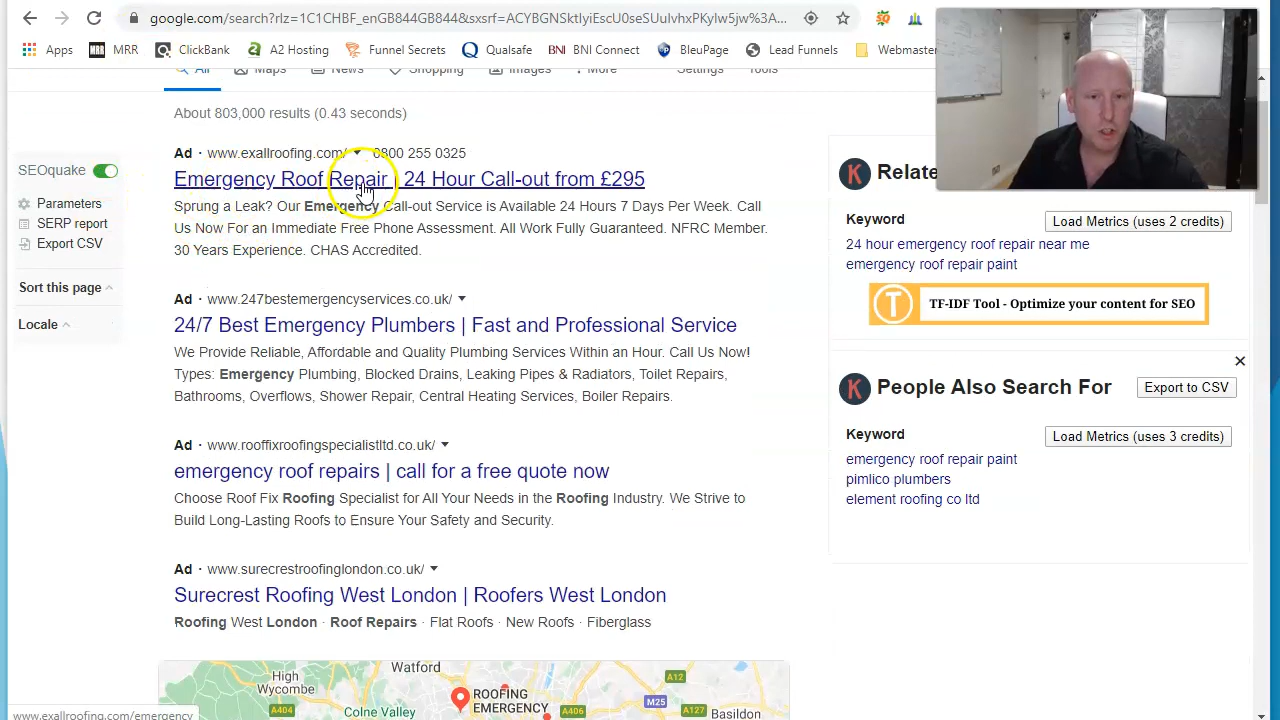 google.com/search?rlz=1C1CHBF_enGB844GB844&sxsrf=ACYBGNSktIyiEscU0seSUuIvhxPKyIw5jw%3A...
Apps MRR ClickBank A2 Hosting Funnel Secrets Qualsafe BNI Connect BleuPage Lead Funnels Webmaster
All Maps News Shopping Images More Settings Tools
About 803,000 results (0.43 seconds)
SEOquake
Parameters
SERP report
Export CSV
Sort this page
Locale
Ad · www.exallroofing.com/ 0800 255 0325
Emergency Roof Repair | 24 Hour Call-out from £295
Sprung a Leak? Our Emergency Call-out Service is Available 24 Hours 7 Days Per Week. Call
Us Now For an Immediate Free Phone Assessment. All Work Fully Guaranteed. NFRC Member.
30 Years Experience. CHAS Accredited.
Ad · www.247bestemergencyservices.co.uk/
24/7 Best Emergency Plumbers | Fast and Professional Service
We Provide Reliable, Affordable and Quality Plumbing Services Within an Hour. Call Us Now!
Types: Emergency Plumbing, Blocked Drains, Leaking Pipes & Radiators, Toilet Repairs,
Bathrooms, Overflows, Shower Repair, Central Heating Services, Boiler Repairs.
Ad · www.rooffixroofingspecialistltd.co.uk/
emergency roof repairs | call for a free quote now
Choose Roof Fix Roofing Specialist for All Your Needs in the Roofing Industry. We Strive to
Build Long-Lasting Roofs to Ensure Your Safety and Security.
Ad · www.surecrestroofinglondon.co.uk/
Surecrest Roofing West London | Roofers West London
Roofing West London · Roof Repairs · Flat Roofs · New Roofs · Fiberglass
High
Wycombe
A404
Watford
Colne Valley
ROOFING
EMERGENCY
A406
A12
M25
A127
Basildon
K Relate
Keyword Load Metrics (uses 2 credits)
24 hour emergency roof repair near me
emergency roof repair paint
T TF-IDF Tool - Optimize your content for SEO
K People Also Search For Export to CSV
Keyword Load Metrics (uses 3 credits)
emergency roof repair paint
pimlico plumbers
element roofing co ltd
www.exallroofing.com/emergency